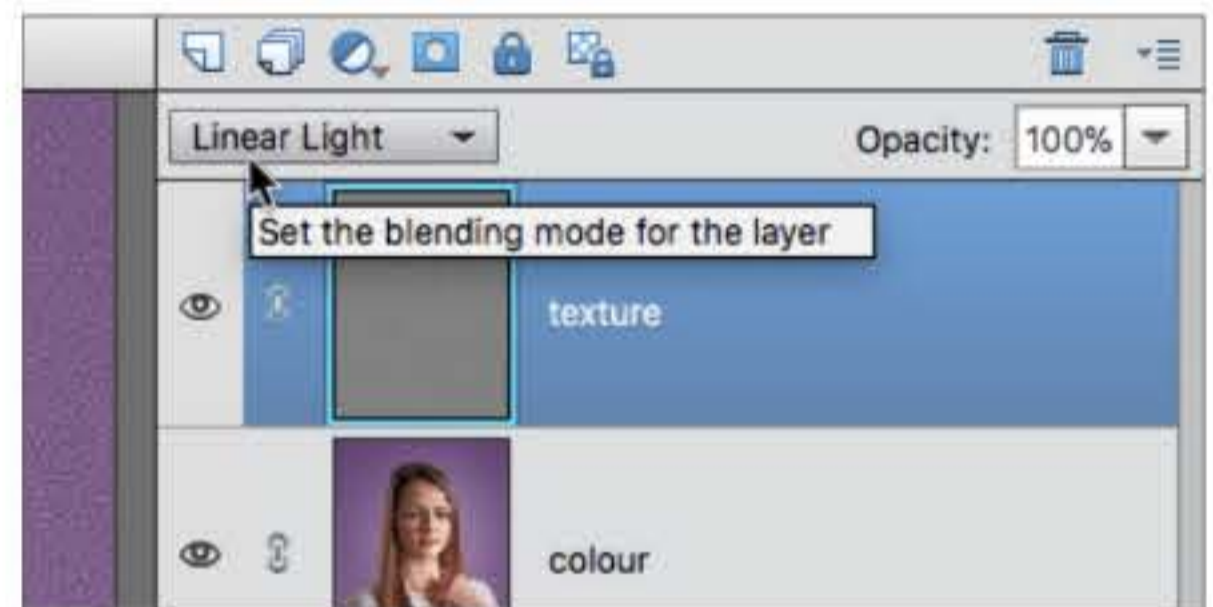 Linear Light
Opacity: 100%
Set the blending mode for the layer
texture
colour